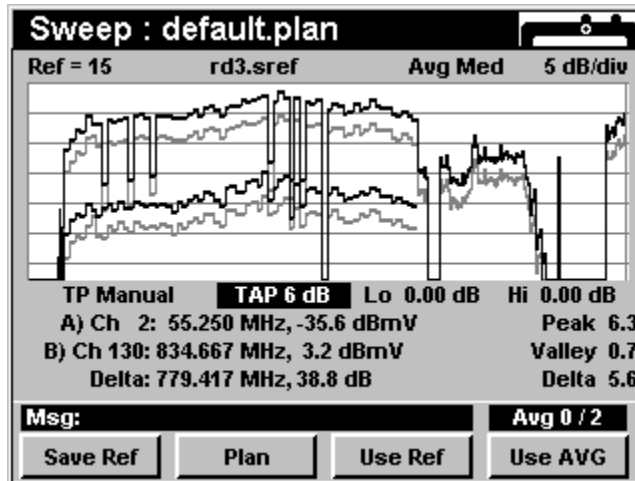 Sweep : default.plan
Ref = 15 rd3.sref Avg Med 5 dB/div
TP Manual TAP 6 dB Lo 0.00 dB Hi 0.00 dB
A) Ch 2: 55.250 MHz, -35.6 dBmV Peak 6.3
B) Ch 130: 834.667 MHz, 3.2 dBmV Valley 0.7
Delta: 779.417 MHz, 38.8 dB Delta 5.6
Msg: Avg 0 / 2
Save Ref Plan Use Ref Use AVG